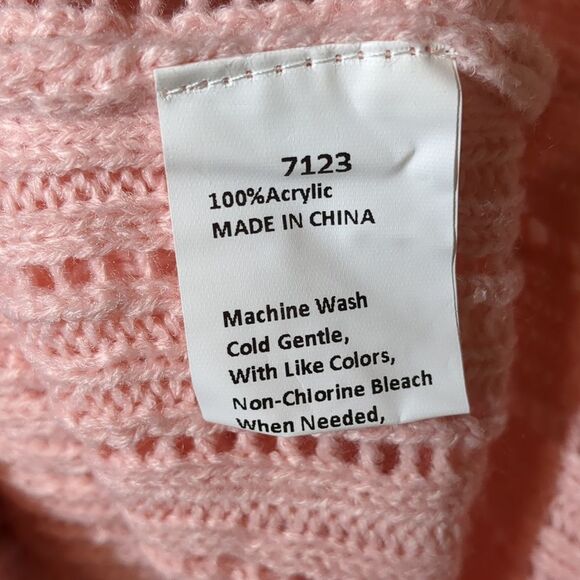 7123
100%Acrylic
MADE IN CHINA
Machine Wash
Cold Gentle,
With Like Colors,
Non-Chlorine Bleach
When Needed,